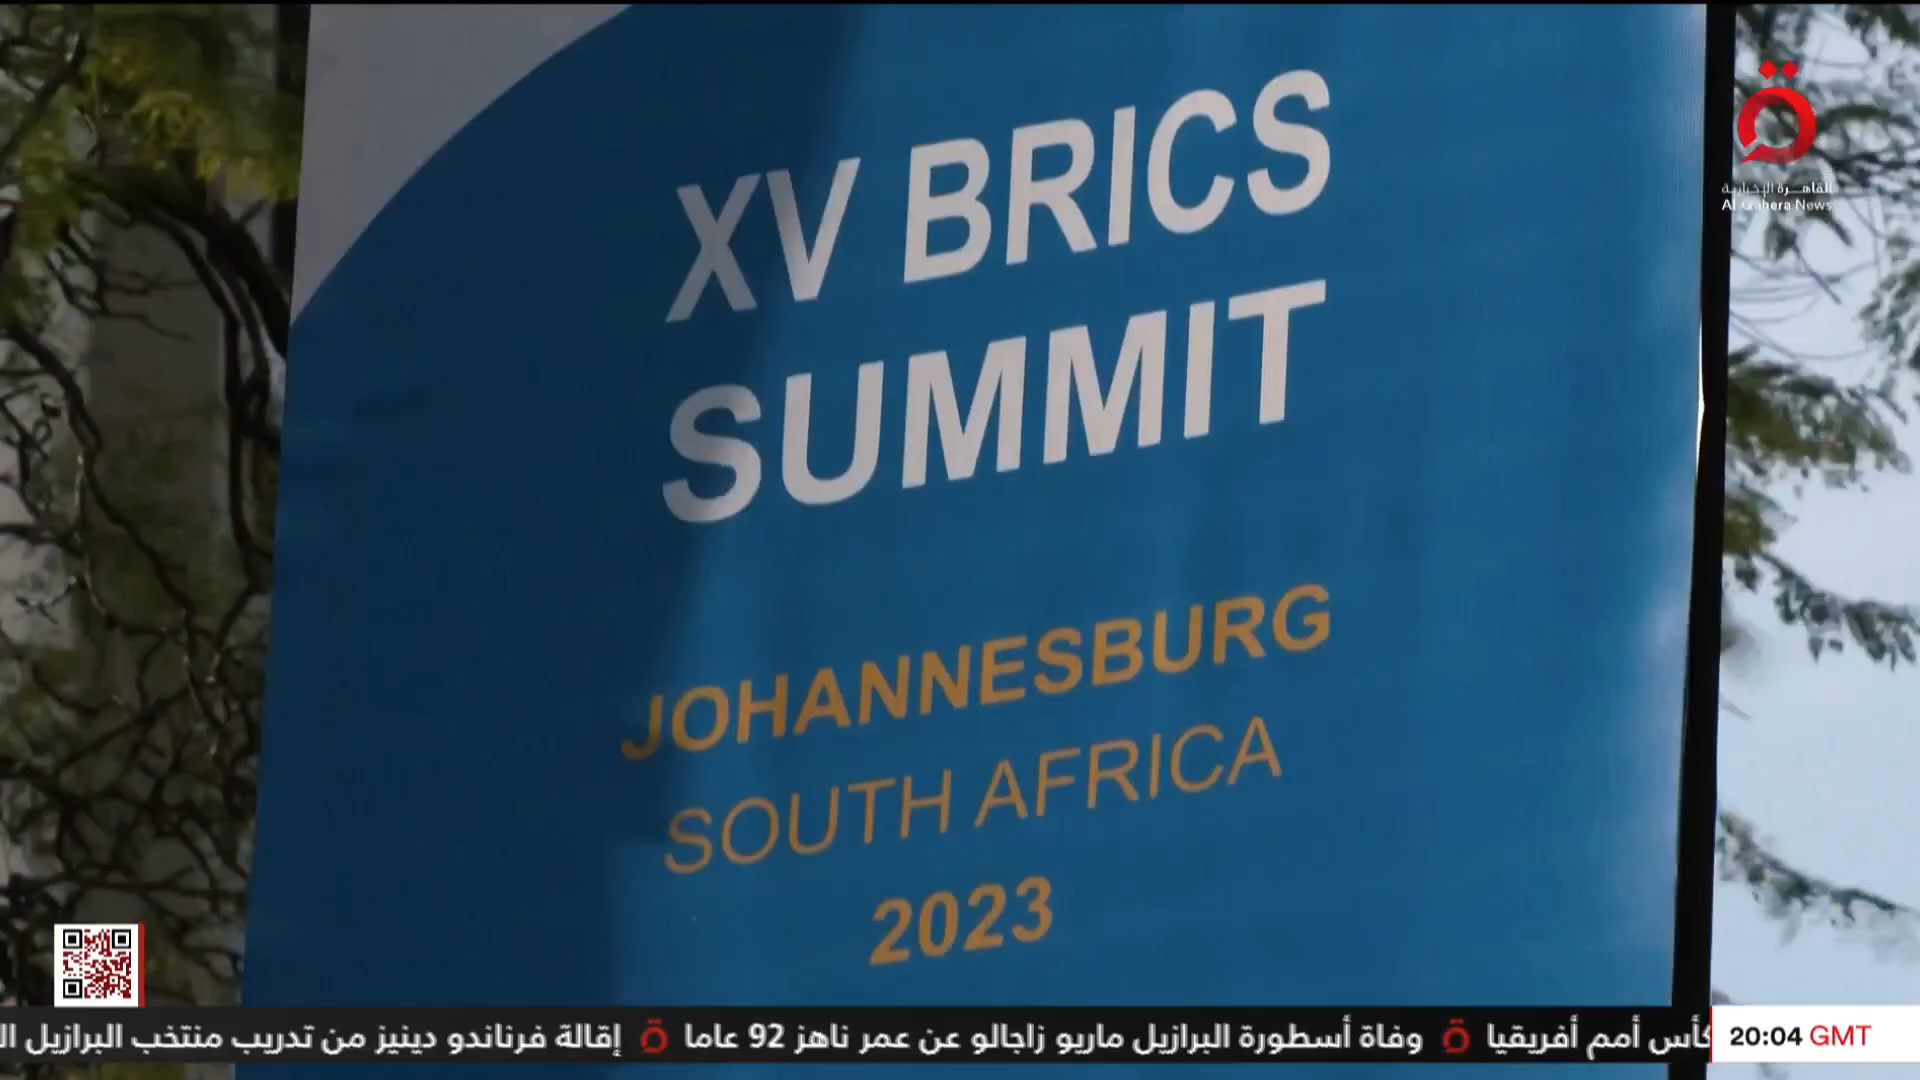 XV BRICS
SUMMIT
JOHANNESBURG
SOUTH AFRICA
2023
القاهرة الإخبارية
Al Qahera News
كأس أمم أفريقيا وفاة أسطورة البرازيل ماريو زاجالو عن عمر ناهز 92 عاما إقالة فرناندو دينيز من تدريب منتخب البرازيل
20:04 GMT